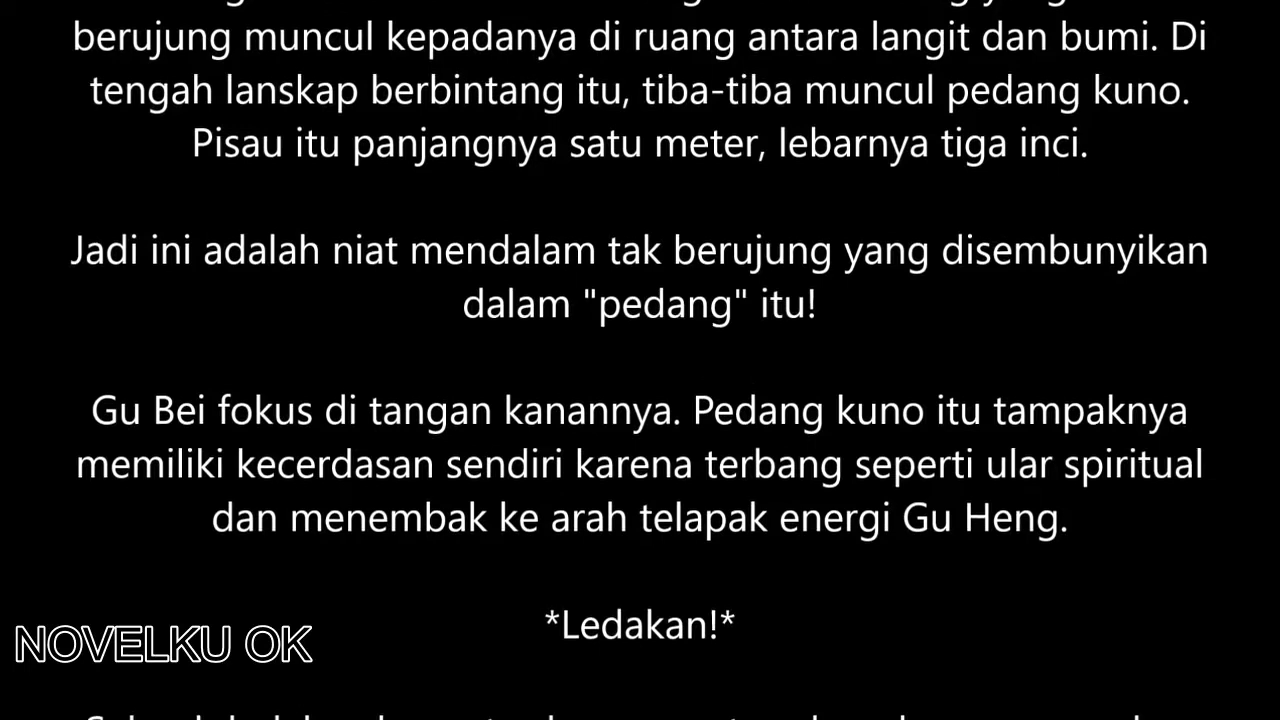 berujung muncul kepadanya di ruang antara langit dan bumi. Di
tengah lanskap berbintang itu, tiba-tiba muncul pedang kuno.
Pisau itu panjangnya satu meter, lebarnya tiga inci.
Jadi ini adalah niat mendalam tak berujung yang disembunyikan
dalam "pedang" itu!
Gu Bei fokus di tangan kanannya. Pedang kuno itu tampaknya
memiliki kecerdasan sendiri karena terbang seperti ular spiritual
dan menembak ke arah telapak energi Gu Heng.
*Ledakan!*
NOVELKU OK